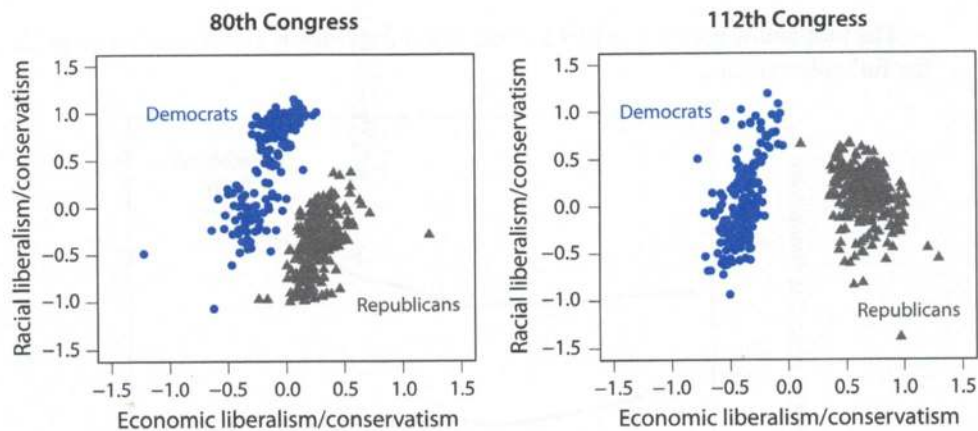 80th Congress
Racial liberalism/conservatism
1.5
1.0
0.5
0.0
−0.5
−1.0
−1.5
Democrats
Republicans
−1.5 −1.0 −0.5 0.0 0.5 1.0 1.5
Economic liberalism/conservatism
112th Congress
Racial liberalism/conservatism
1.5
1.0
0.5
0.0
−0.5
−1.0
−1.5
Democrats
Republicans
−1.5 −1.0 −0.5 0.0 0.5 1.0 1.5
Economic liberalism/conservatism